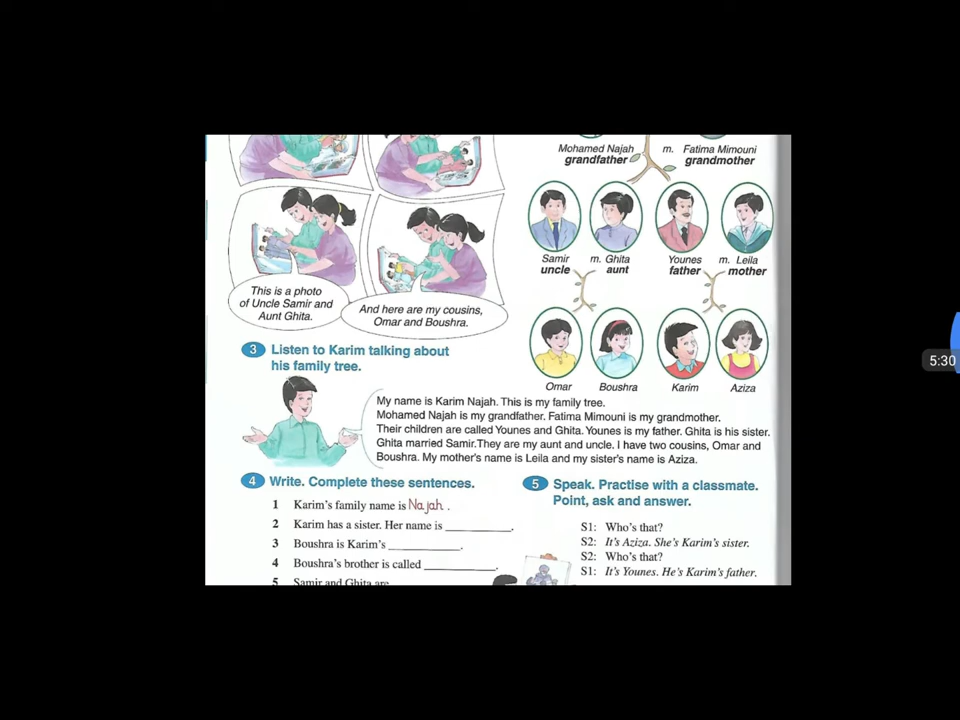 Mohamed Najah m. Fatima Mimouni
grandfather grandmother
Samir m. Ghita Younes m. Leila
uncle aunt father mother
This is a photo
of Uncle Samir and
Aunt Ghita.
And here are my cousins,
Omar and Boushra.
Omar Boushra Karim Aziza
3 Listen to Karim talking about
his family tree.
My name is Karim Najah. This is my family tree.
Mohamed Najah is my grandfather. Fatima Mimouni is my grandmother.
Their children are called Younes and Ghita. Younes is my father. Ghita is his sister.
Ghita married Samir.They are my aunt and uncle. I have two cousins, Omar and
Boushra. My mother's name is Leila and my sister's name is Aziza.
4 Write. Complete these sentences.
1 Karim's family name is Najah.
2 Karim has a sister. Her name is ____________.
3 Boushra is Karim's ____________.
4 Boushra's brother is called ____________.
5 Samir and Ghita are
5 Speak. Practise with a classmate.
Point, ask and answer.
S1: Who's that?
S2: It's Aziza. She's Karim's sister.
S2: Who's that?
S1: It's Younes. He's Karim's father.
5:30